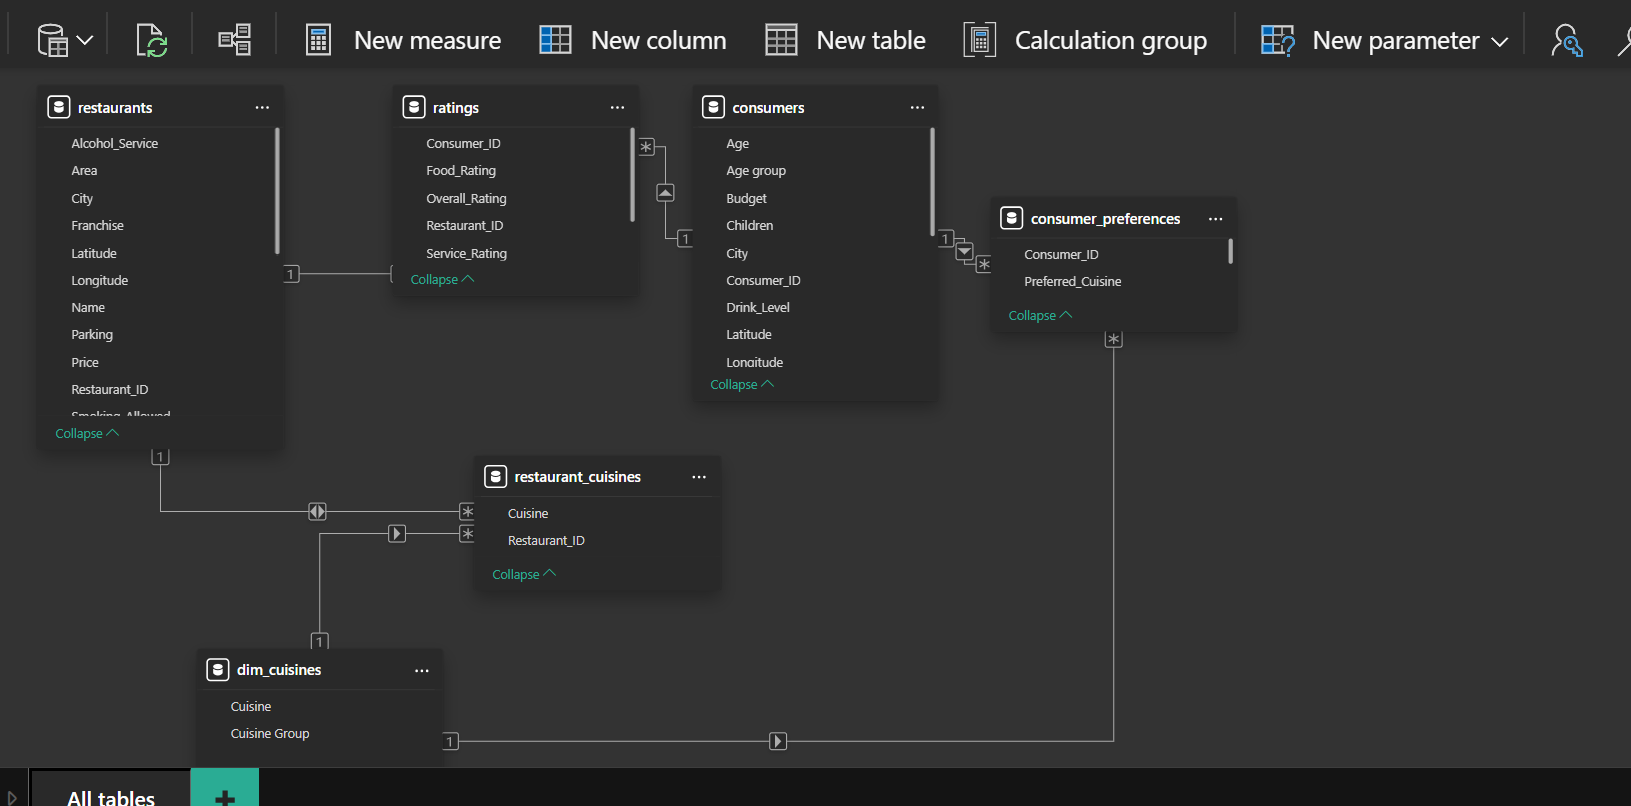 New measure
New column
New table
Calculation group
New parameter
restaurants
Alcohol_Service
Area
City
Franchise
Latitude
Longitude
Name
Parking
Price
Restaurant_ID
Smoking_Allowed
Collapse
ratings
Consumer_ID
Food_Rating
Overall_Rating
Restaurant_ID
Service_Rating
Collapse
consumers
Age
Age group
Budget
Children
City
Consumer_ID
Drink_Level
Latitude
Longitude
Collapse
consumer_preferences
Consumer_ID
Preferred_Cuisine
Collapse
1
*
1
1
*
*
1
restaurant_cuisines
Cuisine
Restaurant_ID
Collapse
*
*
1
dim_cuisines
Cuisine
Cuisine Group
1
All tables
+